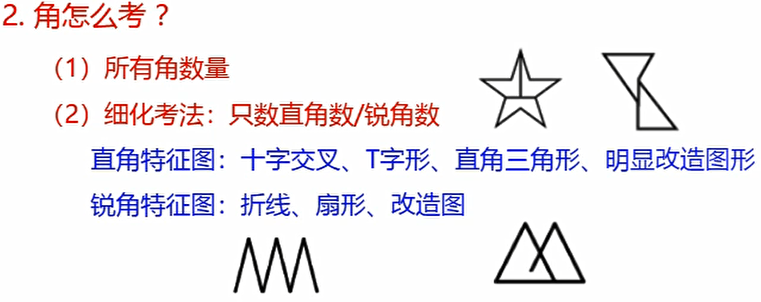 2. 角怎么考？
（1）所有角数量
（2）细化考法：只数直角数/锐角数
直角特征图：十字交叉、T字形、直角三角形、明显改造图形
锐角特征图：折线、扇形、改造图